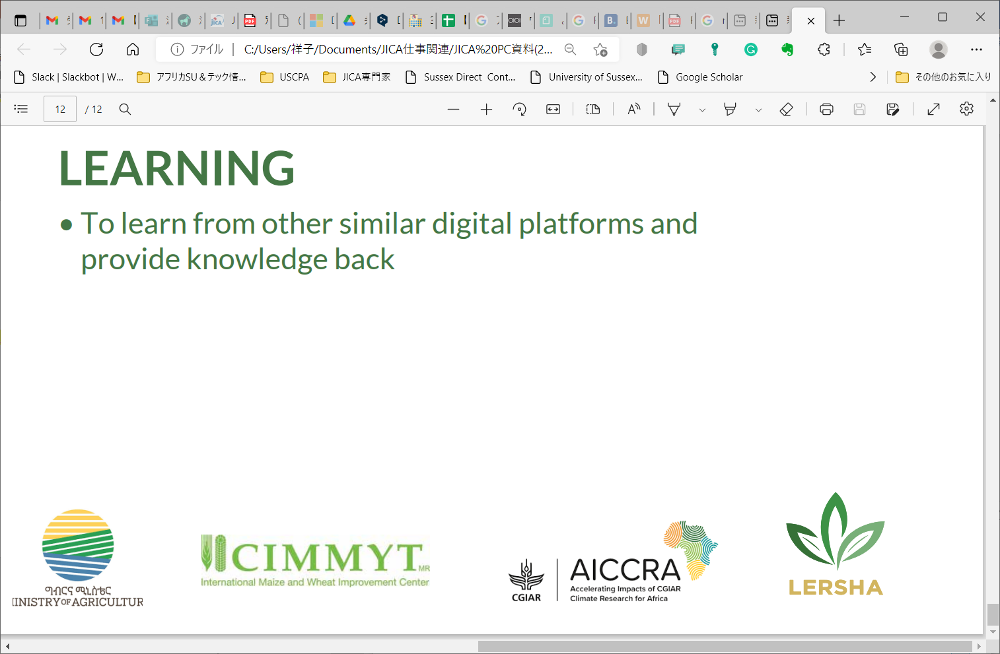 ファイル
C:/Users/祥子/Documents/JICA仕事関連/JICA%20PC資料(2...
Slack | Slackbot | W...
アフリカSU＆テック情...
USCPA
JICA専門家
Sussex Direct Cont...
University of Sussex...
Google Scholar
その他のお気に入り
12 / 12
LEARNING
• To learn from other similar digital platforms and
provide knowledge back
ግብርና ሚኒስቴር
INISTRY OF AGRICULTUR
CIMMYT MR
International Maize and Wheat Improvement Center
CGIAR
AICCRA
Accelerating Impacts of CGIAR
Climate Research for Africa
LERSHA